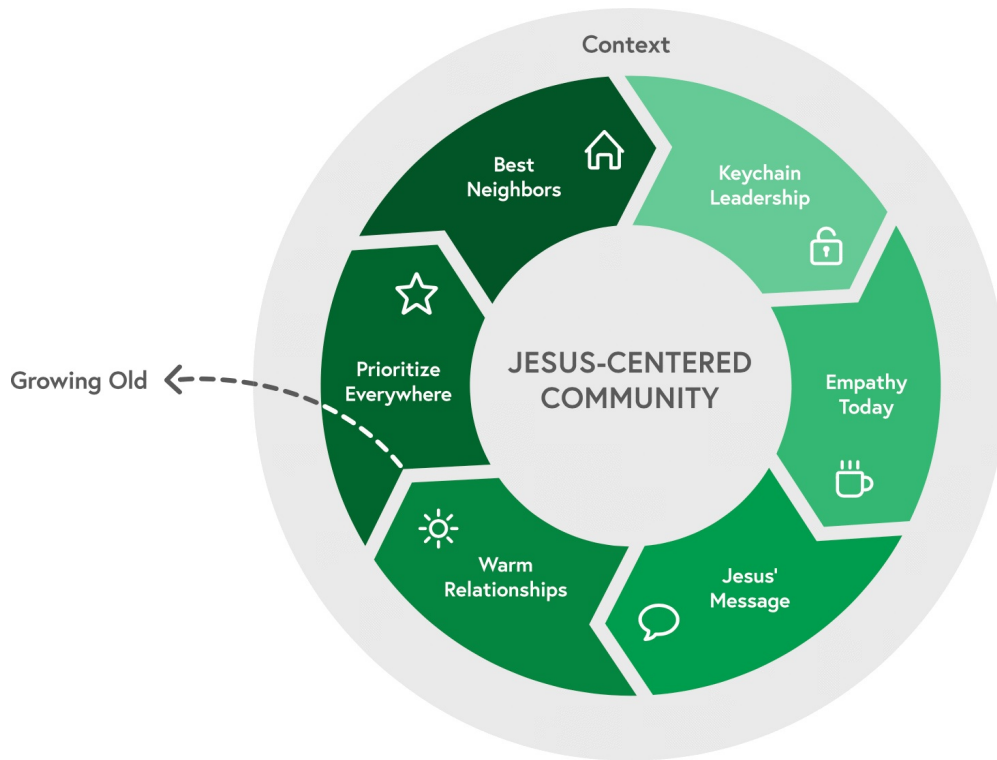 Context
Best
Neighbors
Keychain
Leadership
Growing Old
Prioritize
Everywhere
JESUS-CENTERED
COMMUNITY
Empathy
Today
Warm
Relationships
Jesus'
Message